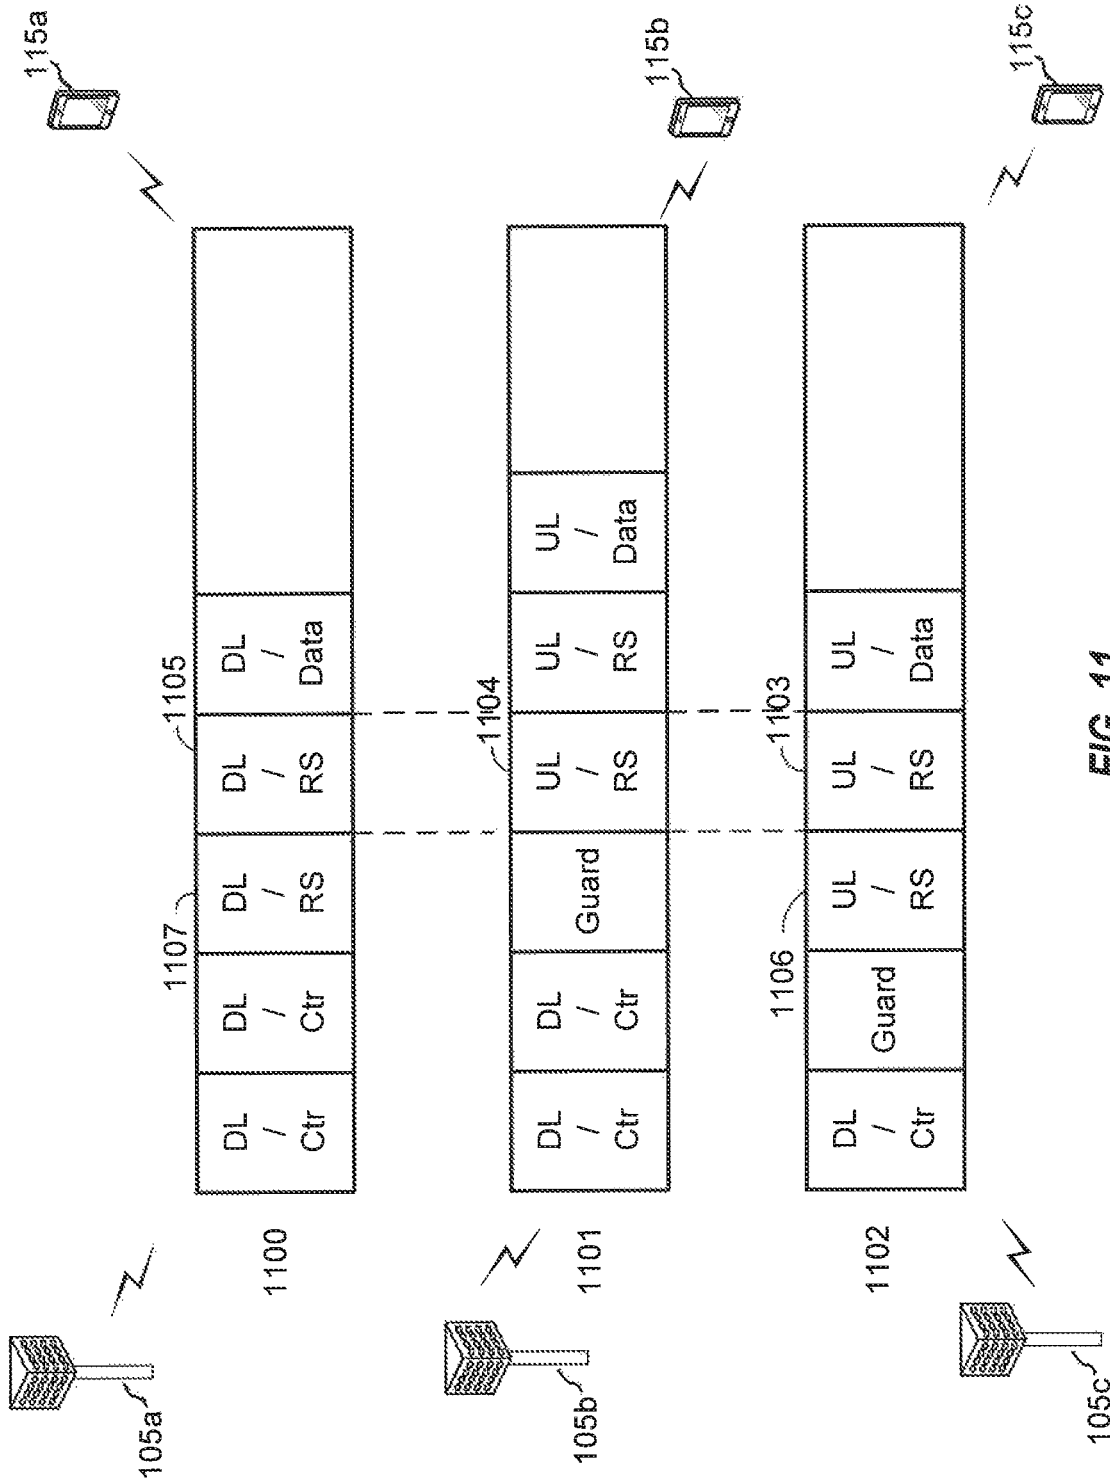 105a
1100
DL / Ctr
DL / Ctr
1107
DL / RS
1105
DL / RS
DL / Data
115a
105b
1101
DL / Ctr
DL / Ctr
Guard
1104
UL / RS
UL / RS
UL / Data
115b
105c
1102
DL / Ctr
Guard
1106
UL / RS
1103
UL / RS
UL / Data
115c
FIG. 11